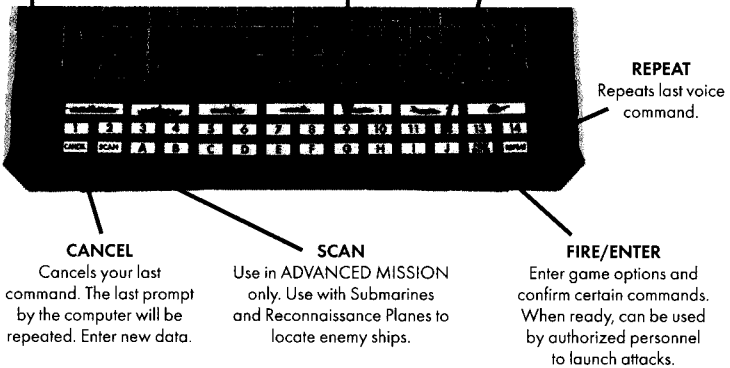 REPEAT
Repeats last voice
command.
1 2 3 4 5 6 7 8 9 10 11 12 13 14
CANCEL SCAN A B C D E F G H I J REPEAT
CANCEL
Cancels your last
command. The last prompt
by the computer will be
repeated. Enter new data.
SCAN
Use in ADVANCED MISSION
only. Use with Submarines
and Reconnaissance Planes to
locate enemy ships.
FIRE/ENTER
Enter game options and
confirm certain commands.
When ready, can be used
by authorized personnel
to launch attacks.